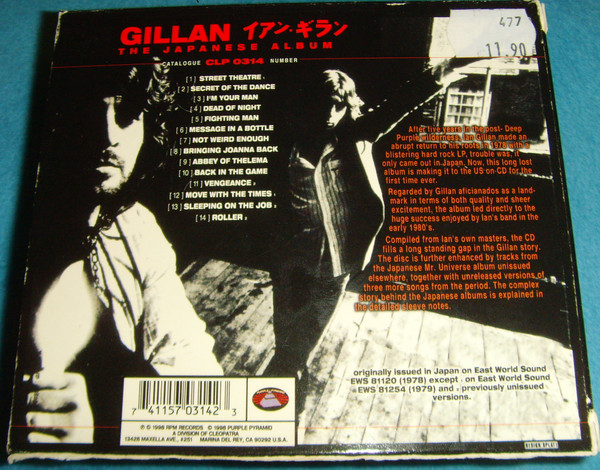 GILLAN イアン・ギラン
477
THE JAPANESE ALBUM
11.90
CATALOGUE CLP 0314 NUMBER
[1] STREET THEATRE
[2] SECRET OF THE DANCE
[3] I'M YOUR MAN
[4] DEAD OF NIGHT
[5] FIGHTING MAN
[6] MESSAGE IN A BOTTLE
[7] NOT WEIRD ENOUGH
[8] BRINGING JOANNA BACK
[9] ABBEY OF THELEMA
[10] BACK IN THE GAME
[11] VENGEANCE
[12] MOVE WITH THE TIMES
[13] SLEEPING ON THE JOB
[14] ROLLER
After five years in the post- Deep
Purple wilderness, Ian Gillan made an
abrupt return to his roots in 1978 with a
blistering hard rock LP, trouble was, it
only came out in Japan. Now, this long lost
album is making it to the US on CD for the
first time ever.
Regarded by Gillan aficianados as a land-
mark in terms of both quality and sheer
excitement, the album led directly to the
huge success enjoyed by Ian's band in the
early 1980's.
Compiled from Ian's own masters, the CD
fills a long standing gap in the Gillan story.
The disc is further enhanced by tracks from
the Japanese Mr. Universe album unissued
elsewhere, together with unreleased versions of
three more songs from the period. The complex
story behind the Japanese albums is explained in
the detailed sleeve notes.
originally issued in Japan on East World Sound
EWS 81120 (1978) except on East World Sound
EWS 81254 (1979) and previously unissued
versions.
7 41157 03142 3
℗ © 1998 RPM RECORDS © 1998 PURPLE PYRAMID
A DIVISION OF CLEOPATRA
13428 MAXELLA AVE., #251 MARINA DEL REY, CA 90292 U.S.A.